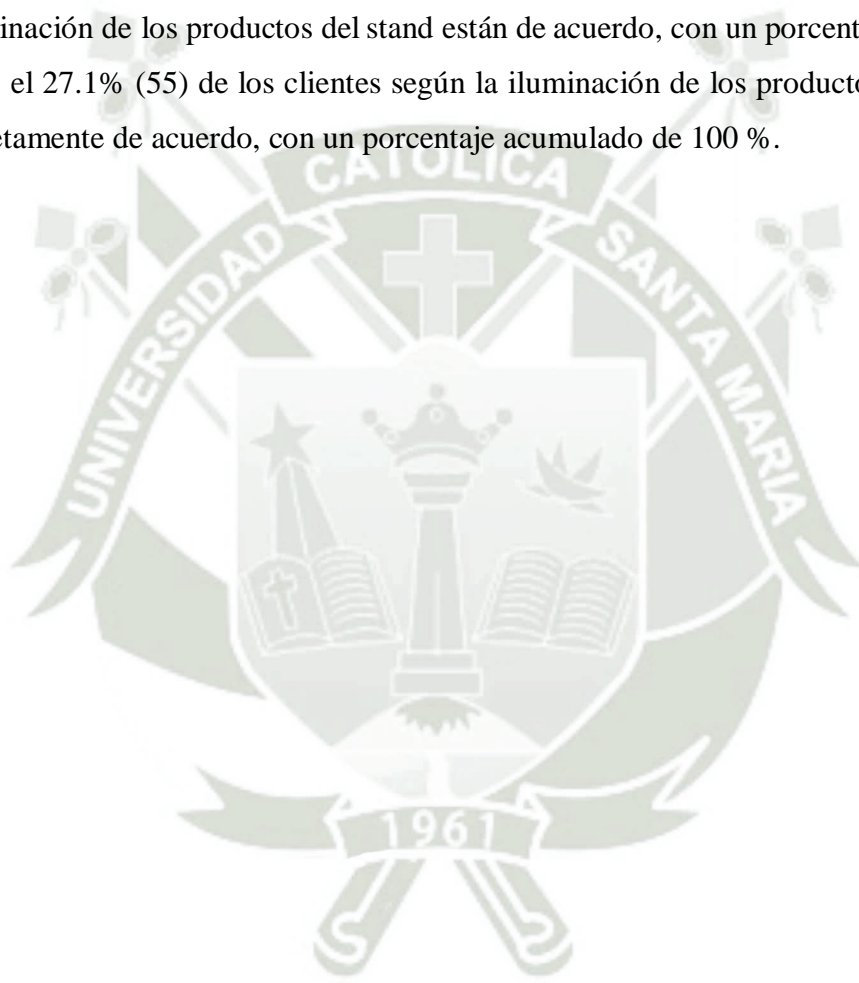 inación de los productos del stand están de acuerdo, con un porcent
el 27.1% (55) de los clientes según la iluminación de los producto
etamente de acuerdo, con un porcentaje acumulado de 100 %.
CATOLICA
UNIVERSIDAD
SANTA MARIA
1961